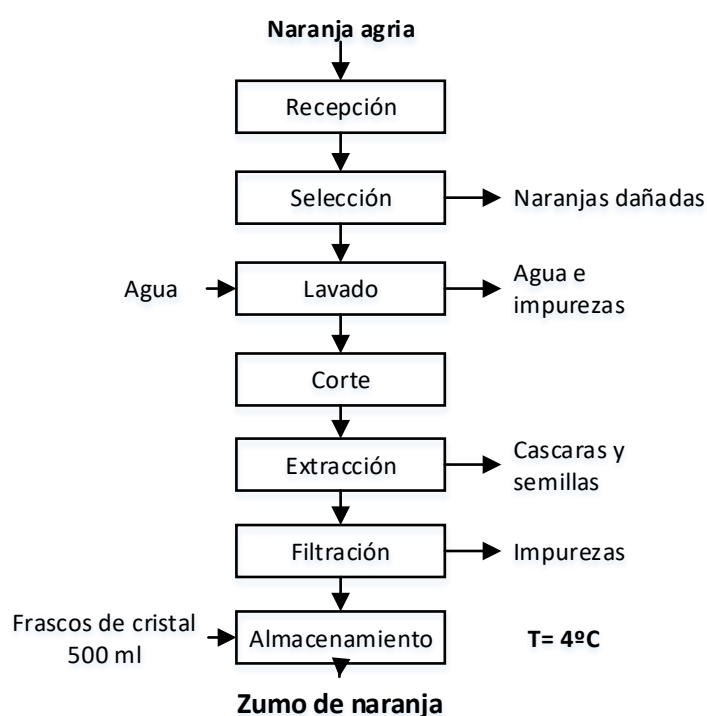 Naranja agria
Recepción
Selección
Naranjas dañadas
Agua
Lavado
Agua e
impurezas
Corte
Extracción
Cascaras y
semillas
Filtración
Impurezas
Frascos de cristal
500 ml
Almacenamiento
T= 4ºC
Zumo de naranja